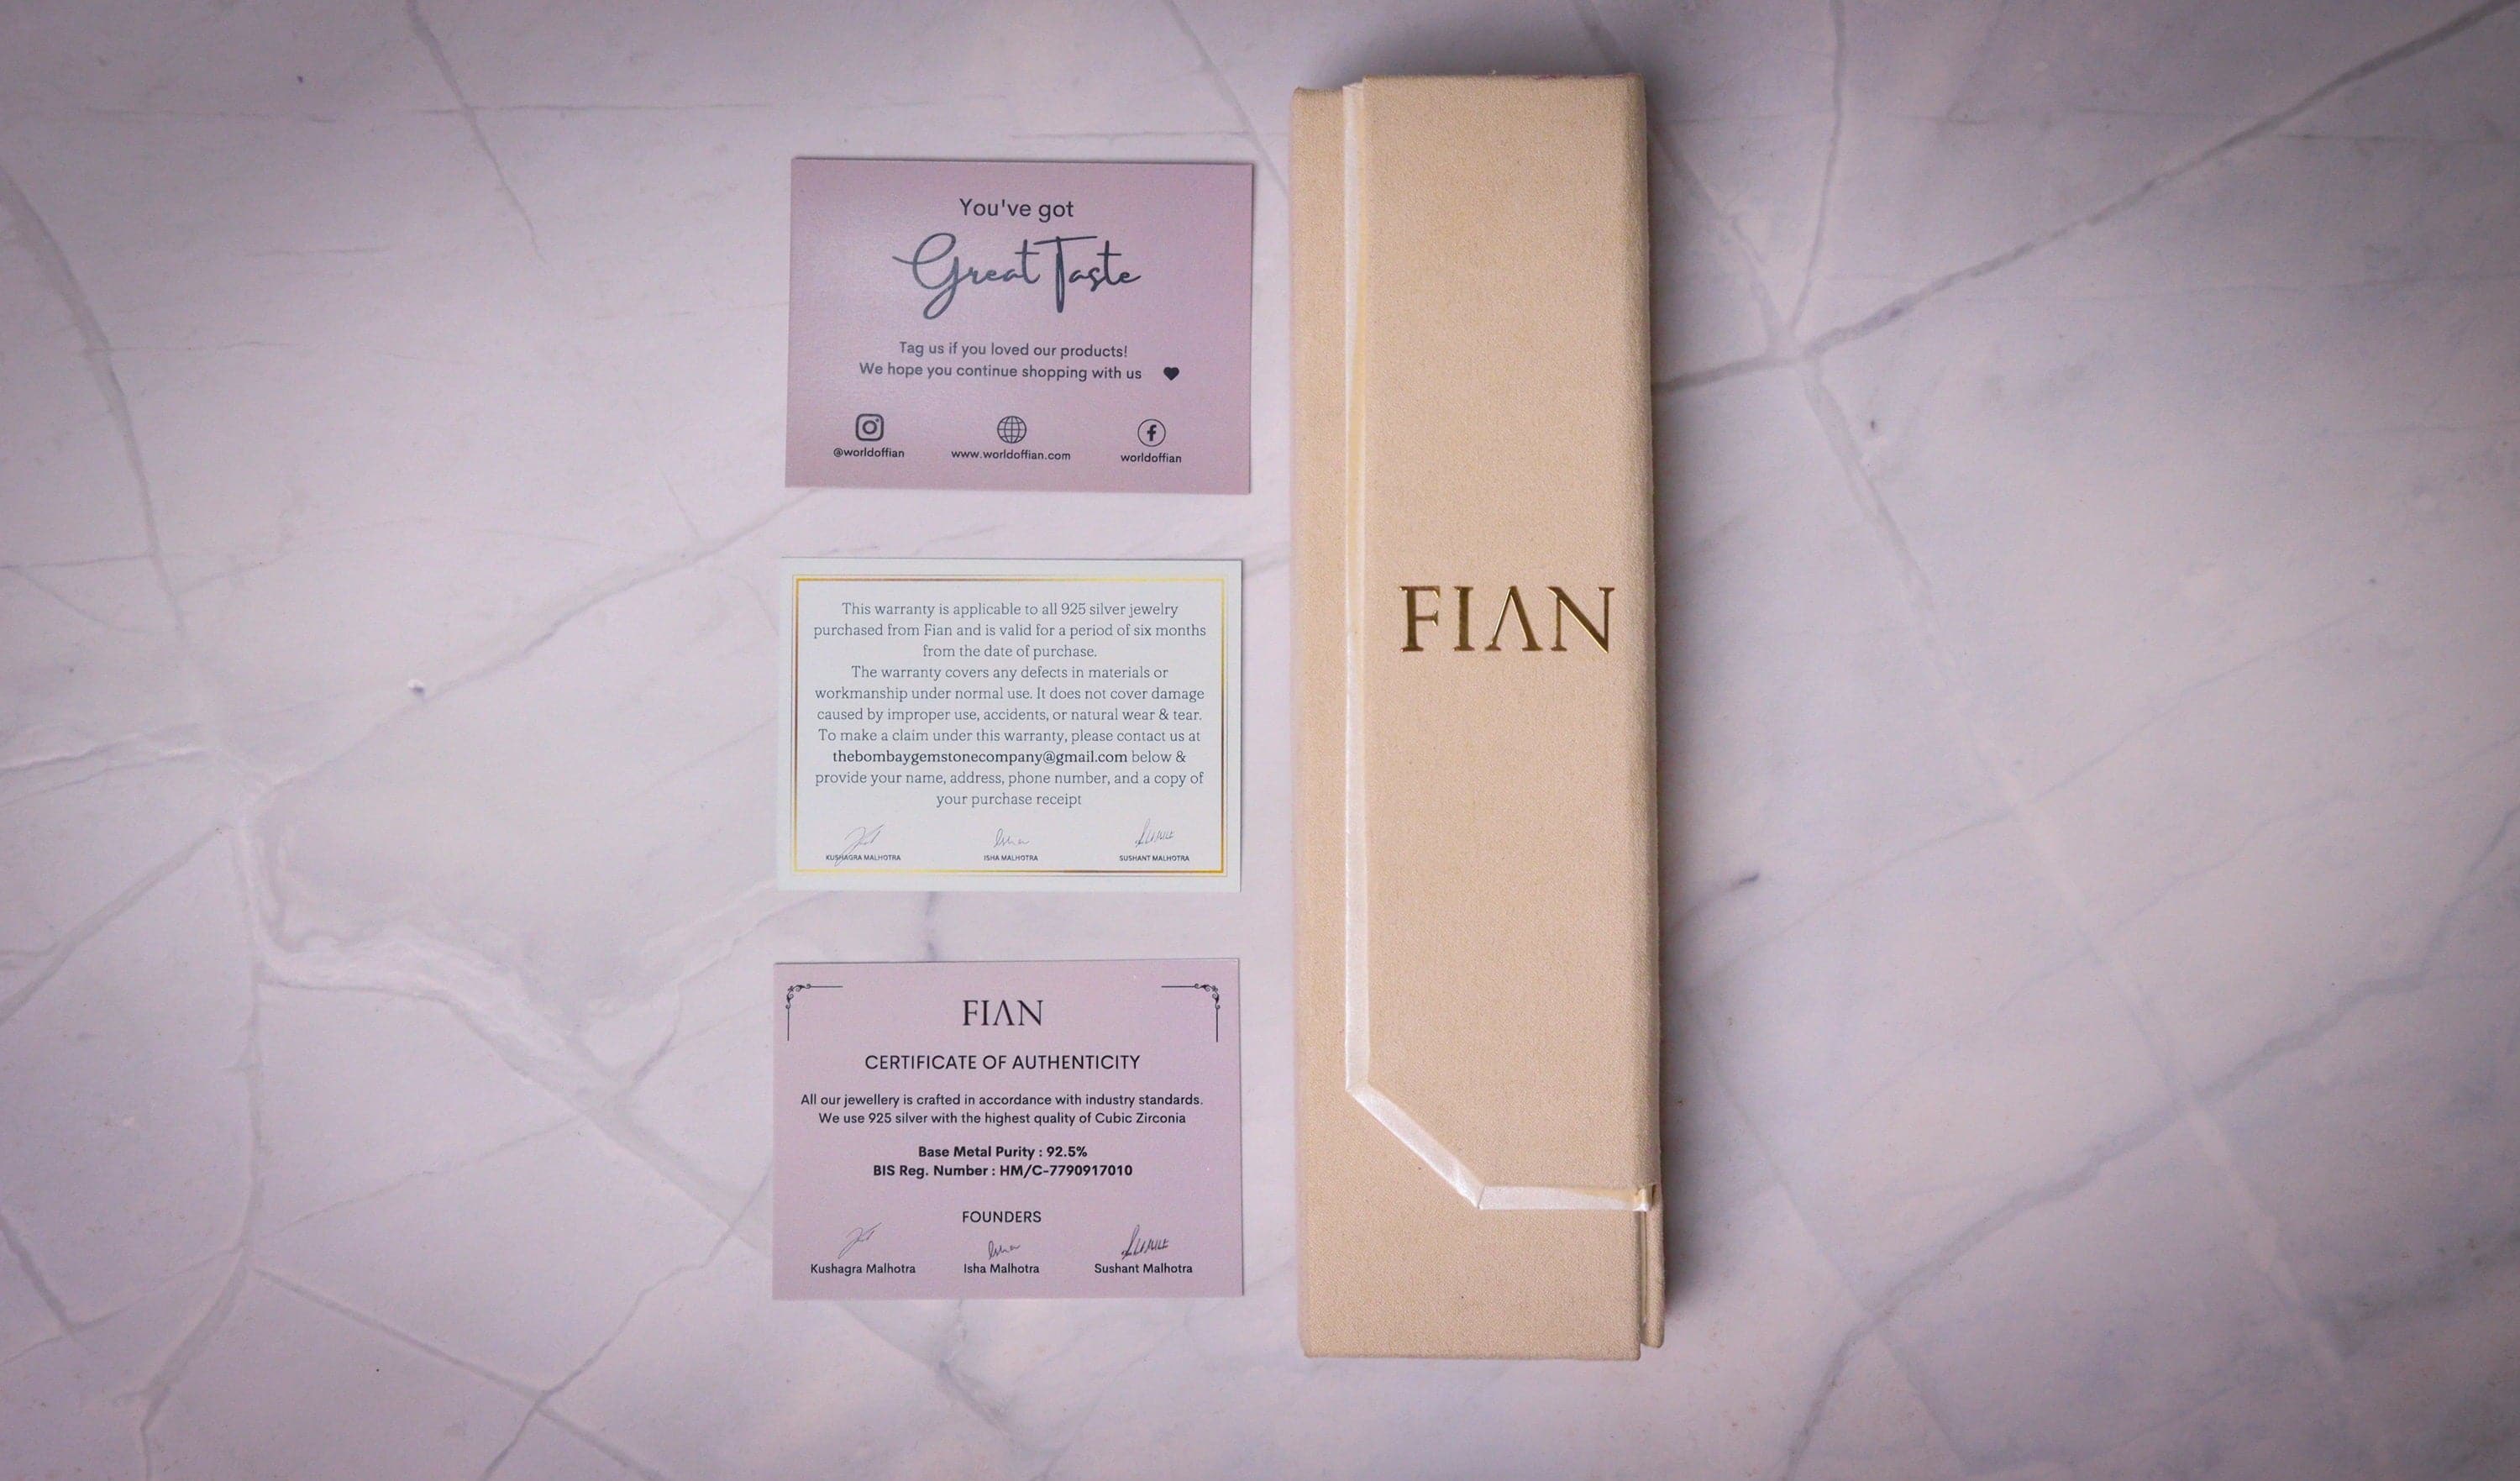 You've got
Great Taste
Tag us if you loved our products!
We hope you continue shopping with us
@worldoffian
www.worldoffian.com
worldoffian
This warranty is applicable to all 925 silver jewelry
purchased from Fian and is valid for a period of six months
from the date of purchase.
The warranty covers any defects in materials or
workmanship under normal use. It does not cover damage
caused by improper use, accidents, or natural wear & tear.
To make a claim under this warranty, please contact us at
thebombaygemstonecompany@gmail.com below &
provide your name, address, phone number, and a copy of
your purchase receipt
KUSHAGRA MALHOTRA
ISHA MALHOTRA
SUSHANT MALHOTRA
FIAN
CERTIFICATE OF AUTHENTICITY
All our jewellery is crafted in accordance with industry standards.
We use 925 silver with the highest quality of Cubic Zirconia
Base Metal Purity : 92.5%
BIS Reg. Number : HM/C-7790917010
FOUNDERS
Kushagra Malhotra
Isha Malhotra
Sushant Malhotra
FIAN